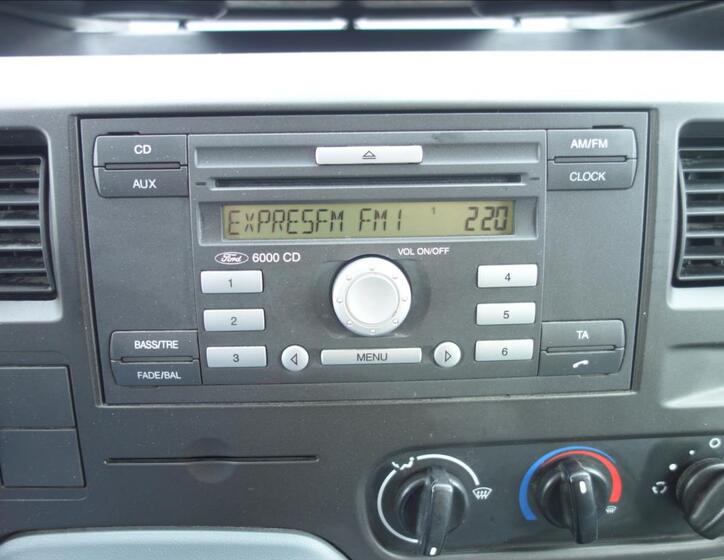 CD
AUX
AM/FM
CLOCK
EXPRESFM FM1 1 220
Ford 6000 CD
VOL ON/OFF
1
2
3
4
5
6
BASS/TRE
FADE/BAL
MENU
TA